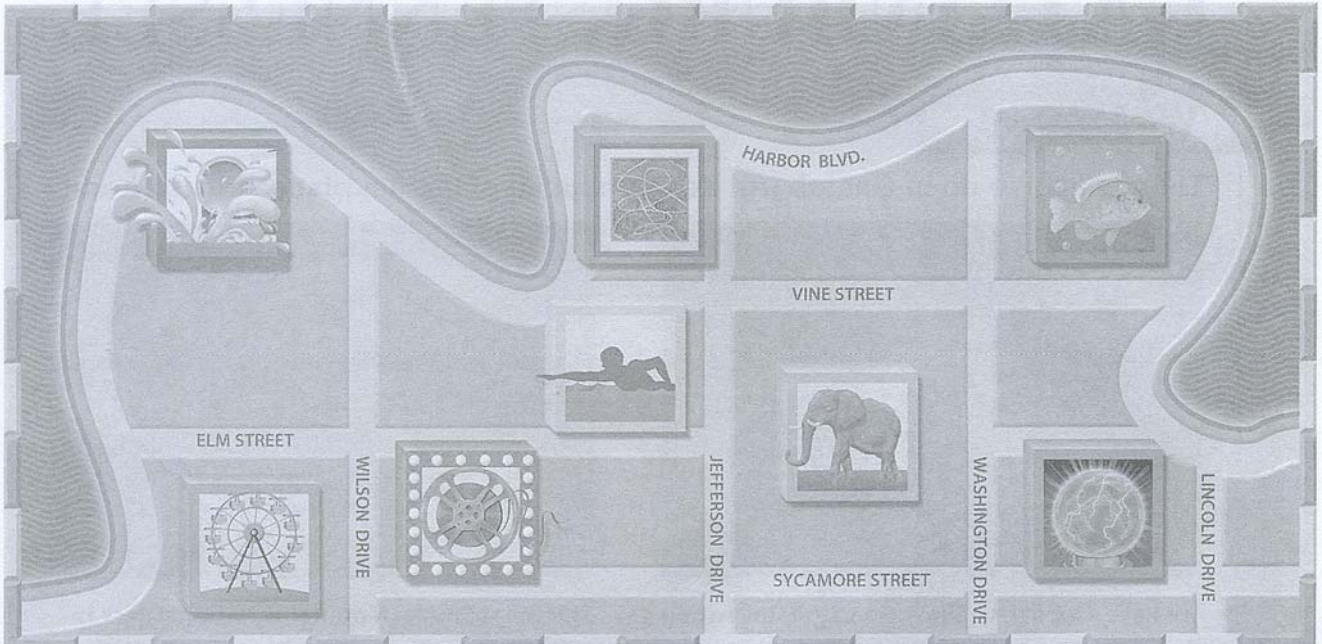 HARBOR BLVD.
VINE STREET
ELM STREET
WILSON DRIVE
JEFFERSON DRIVE
WASHINGTON DRIVE
LINCOLN DRIVE
SYCAMORE STREET